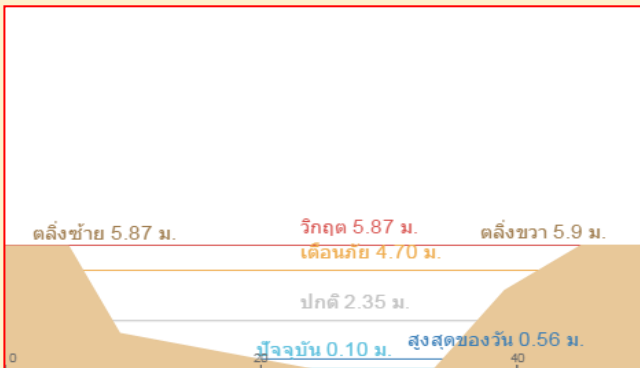 ตลิ่งซ้าย 5.87 ม.
วิกฤต 5.87 ม.
ตลิ่งขวา 5.9 ม.
เตือนภัย 4.70 ม.
ปกติ 2.35 ม.
ปัจจุบัน 0.10 ม.
สูงสุดของวัน 0.56 ม.
0
20
40